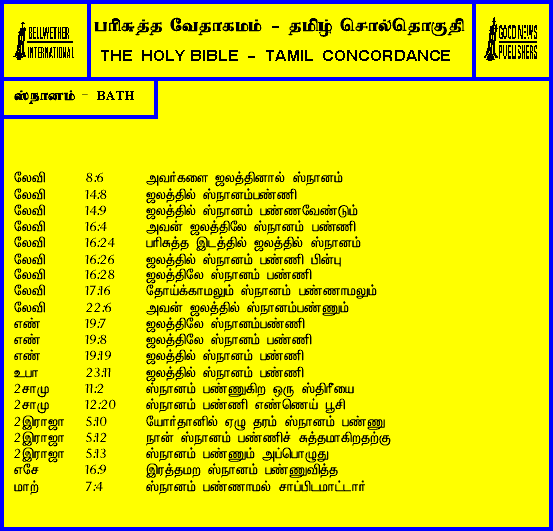 BELLWETHER
INTERNATIONAL
பரிசுத்த வேதாகமம் - தமிழ் சொல்தொகுதி
THE HOLY BIBLE - TAMIL CONCORDANCE
GOOD NEWS
PUBLISHERS
ஸ்நானம் - BATH
லேவி 8:6 அவர்களை ஜலத்தினால் ஸ்நானம்
லேவி 14:8 ஜலத்தில் ஸ்நானம்பண்ணி
லேவி 14:9 ஜலத்தில் ஸ்நானம் பண்ணவேண்டும்
லேவி 16:4 அவன் ஜலத்திலே ஸ்நானம் பண்ணி
லேவி 16:24 பரிசுத்த இடத்தில் ஜலத்தில் ஸ்நானம்
லேவி 16:26 ஜலத்தில் ஸ்நானம் பண்ணி பின்பு
லேவி 16:28 ஜலத்திலே ஸ்நானம் பண்ணி
லேவி 17:16 தோய்க்காமலும் ஸ்நானம் பண்ணாமலும்
லேவி 22:6 அவன் ஜலத்தில் ஸ்நானம்பண்ணும்
எண் 19:7 ஜலத்திலே ஸ்நானம்பண்ணி
எண் 19:8 ஜலத்திலே ஸ்நானம் பண்ணி
எண் 19:19 ஜலத்தில் ஸ்நானம் பண்ணி
உபா 23:11 ஜலத்தில் ஸ்நானம் பண்ணி
2சாமு 11:2 ஸ்நானம் பண்ணுகிற ஒரு ஸ்திரீயை
2சாமு 12:20 ஸ்நானம் பண்ணி எண்ணெய் பூசி
2இராஜா 5:10 யோர்தானில் ஏழு தரம் ஸ்நானம் பண்ணு
2இராஜா 5:12 நான் ஸ்நானம் பண்ணிச் சுத்தமாகிறதற்கு
2இராஜா 5:13 ஸ்நானம் பண்ணும் அப்பொழுது
எசே 16:9 இரத்தமற ஸ்நானம் பண்ணுவித்த
மாற் 7:4 ஸ்நானம் பண்ணாமல் சாப்பிடமாட்டார்